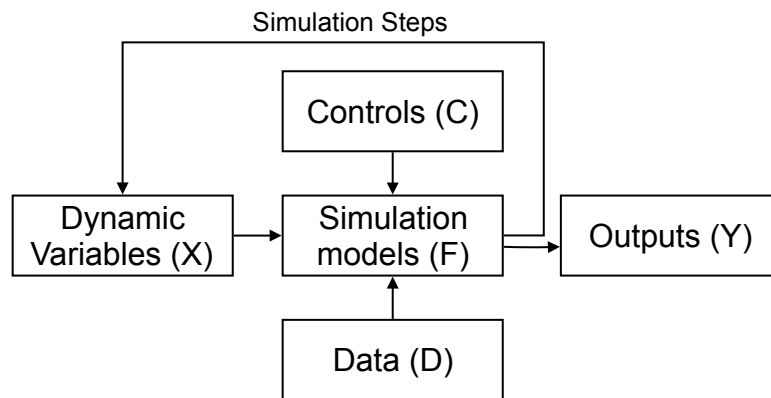 Simulation Steps
Controls (C)
Dynamic
Variables (X)
Simulation
models (F)
Outputs (Y)
Data (D)